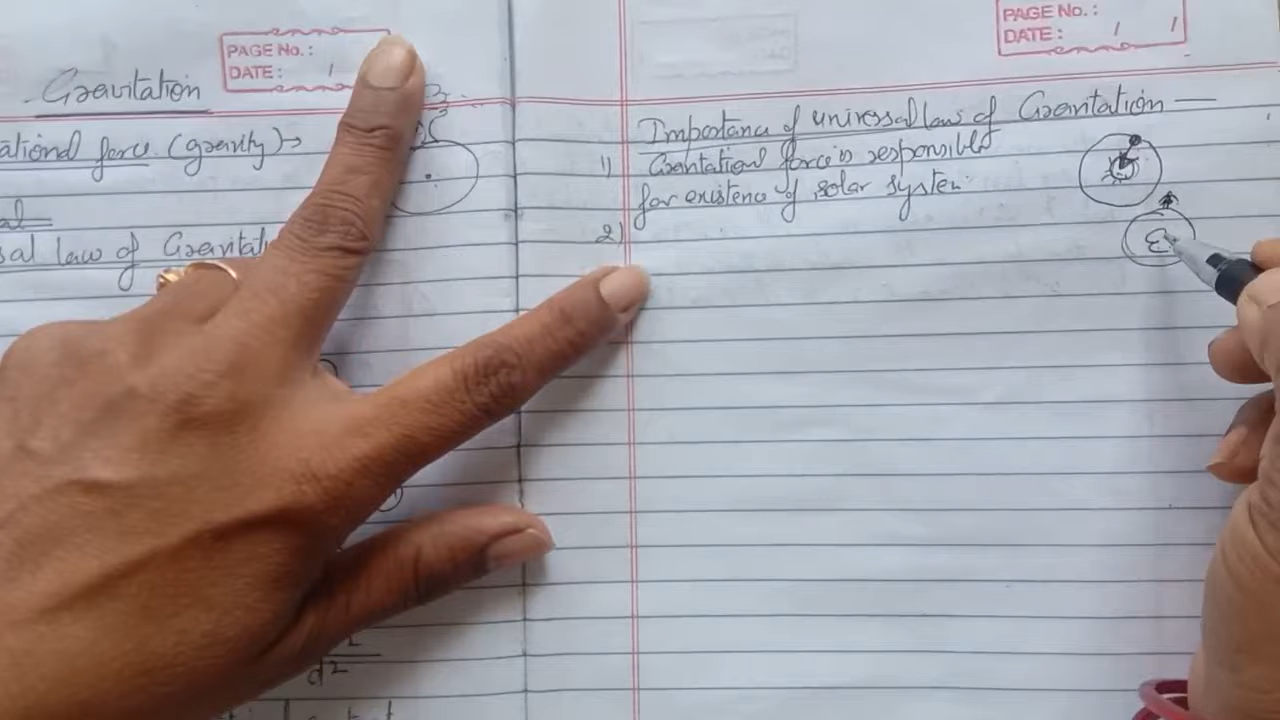 PAGE No.:
DATE: /
Gravitation
ational force (gravity)→
al
sal law of Gravitati
d2
PAGE No.:
DATE: / /
Importance of universal law of Gravitation —
1) Gravitational force is responsible
for existence of solar system.
2)
E